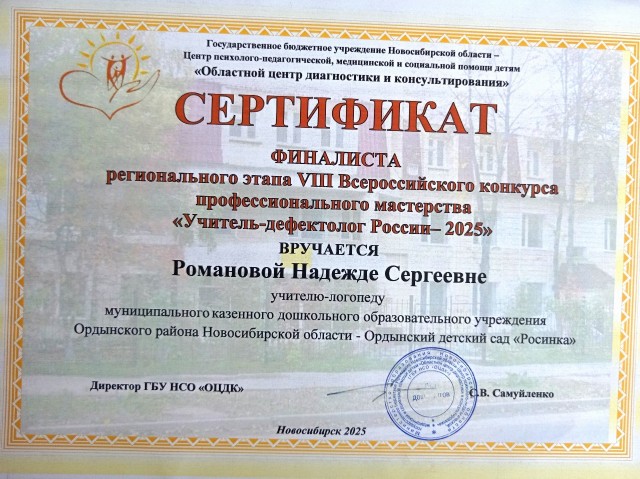 Государственное бюджетное учреждение Новосибирской области –
Центр психолого-педагогической, медицинской и социальной помощи детям
«Областной центр диагностики и консультирования»
СЕРТИФИКАТ
ФИНАЛИСТА
регионального этапа VIII Всероссийского конкурса
профессионального мастерства
«Учитель-дефектолог России– 2025»
ВРУЧАЕТСЯ
Романовой Надежде Сергеевне
учителю-логопеду
муниципального казенного дошкольного образовательного учреждения
Ордынского района Новосибирской области - Ордынский детский сад «Росинка»
Директор ГБУ НСО «ОЦДК» С.В. Самуйленко
Новосибирск 2025